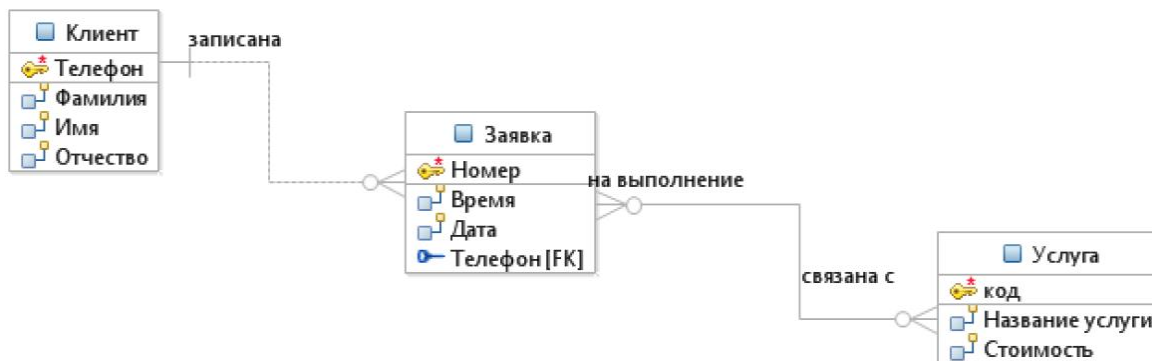 Клиент
Телефон
Фамилия
Имя
Отчество
записана
Заявка
Номер
Время
Дата
Телефон [FK]
на выполнение
связана с
Услуга
код
Название услуги
Стоимость